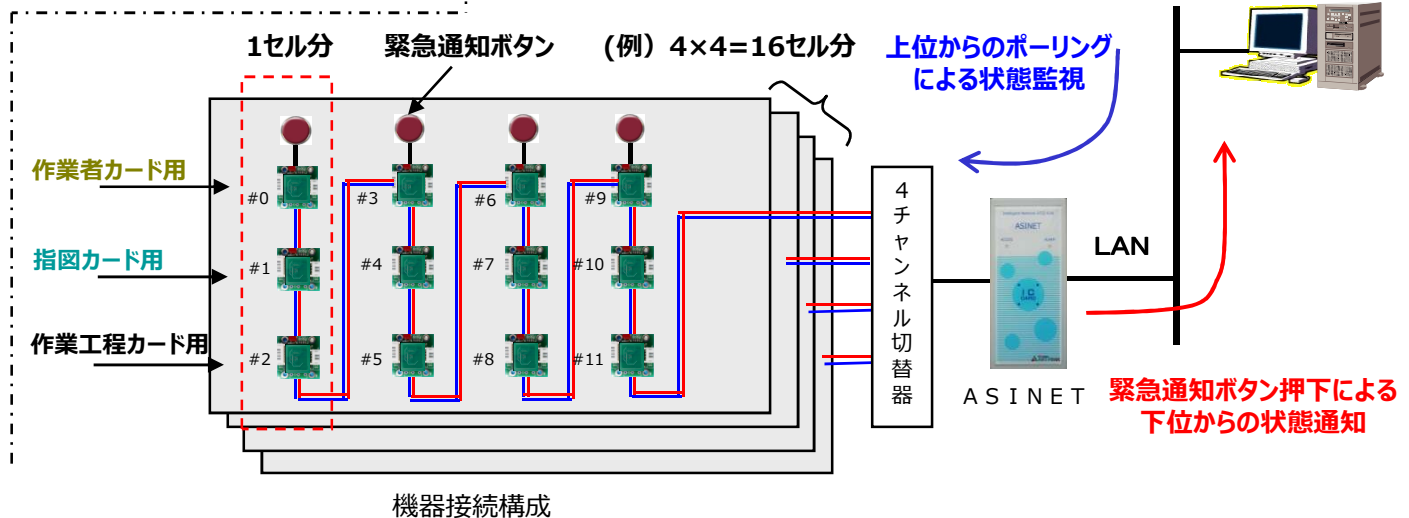 1セル分
緊急通知ボタン
(例）4×4=16セル分
上位からのポーリング
による状態監視
作業者カード用
指図カード用
作業工程カード用
#0
#3
#6
#9
#1
#4
#7
#10
#2
#5
#8
#11
4チャンネル切替器
ASINET
iC
CARD
ＡＳＩＮＥＴ
LAN
緊急通知ボタン押下による
下位からの状態通知
機器接続構成